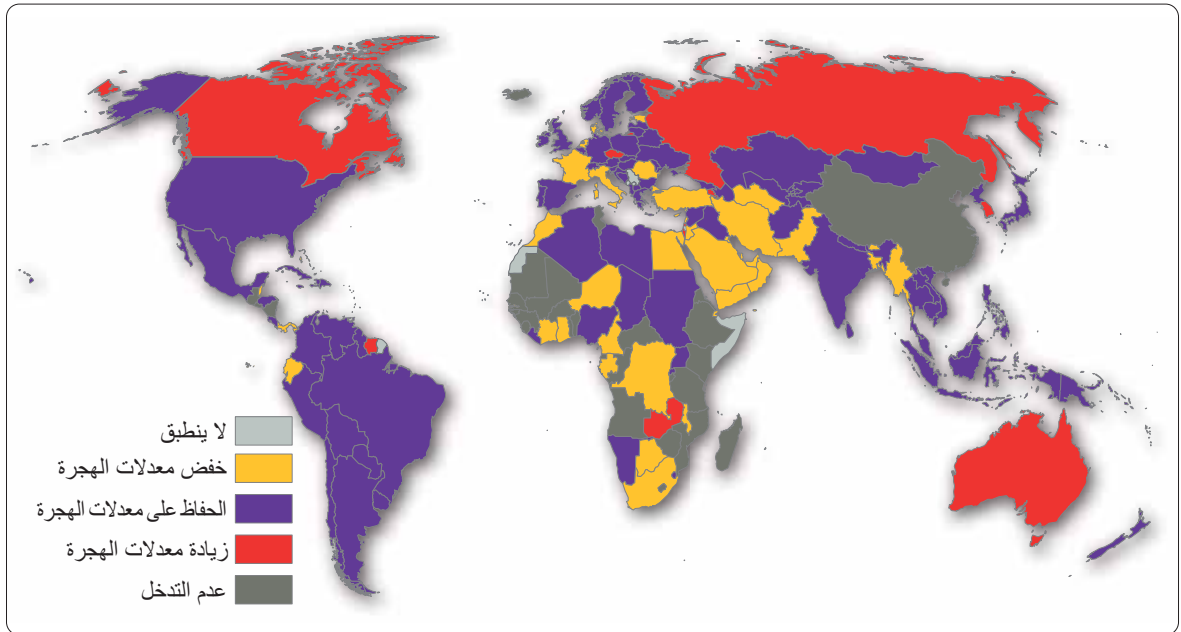 لا ينطبق
خفض معدلات الهجرة
الحفاظ على معدلات الهجرة
زيادة معدلات الهجرة
عدم التدخل